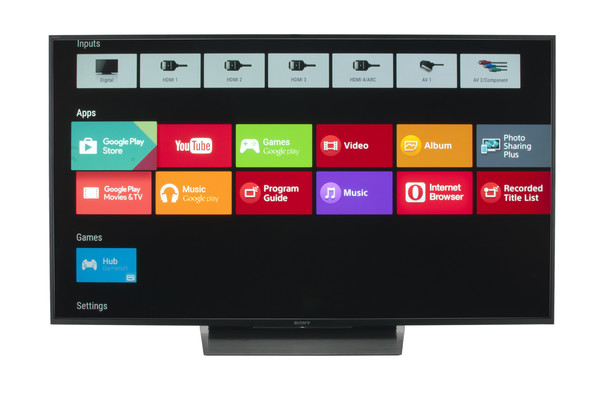 Inputs
Digital
HDMI 1
HDMI 2
HDMI 3
HDMI 4/ARC
AV 1
AV 2/Component
Apps
Google Play
Store
YouTube
Games
Google play
Video
Album
Photo
Sharing
Plus
Google Play
Movies & TV
Music
Google play
Program
Guide
Music
Internet
Browser
Recorded
Title List
Games
Hub
Settings
SONY